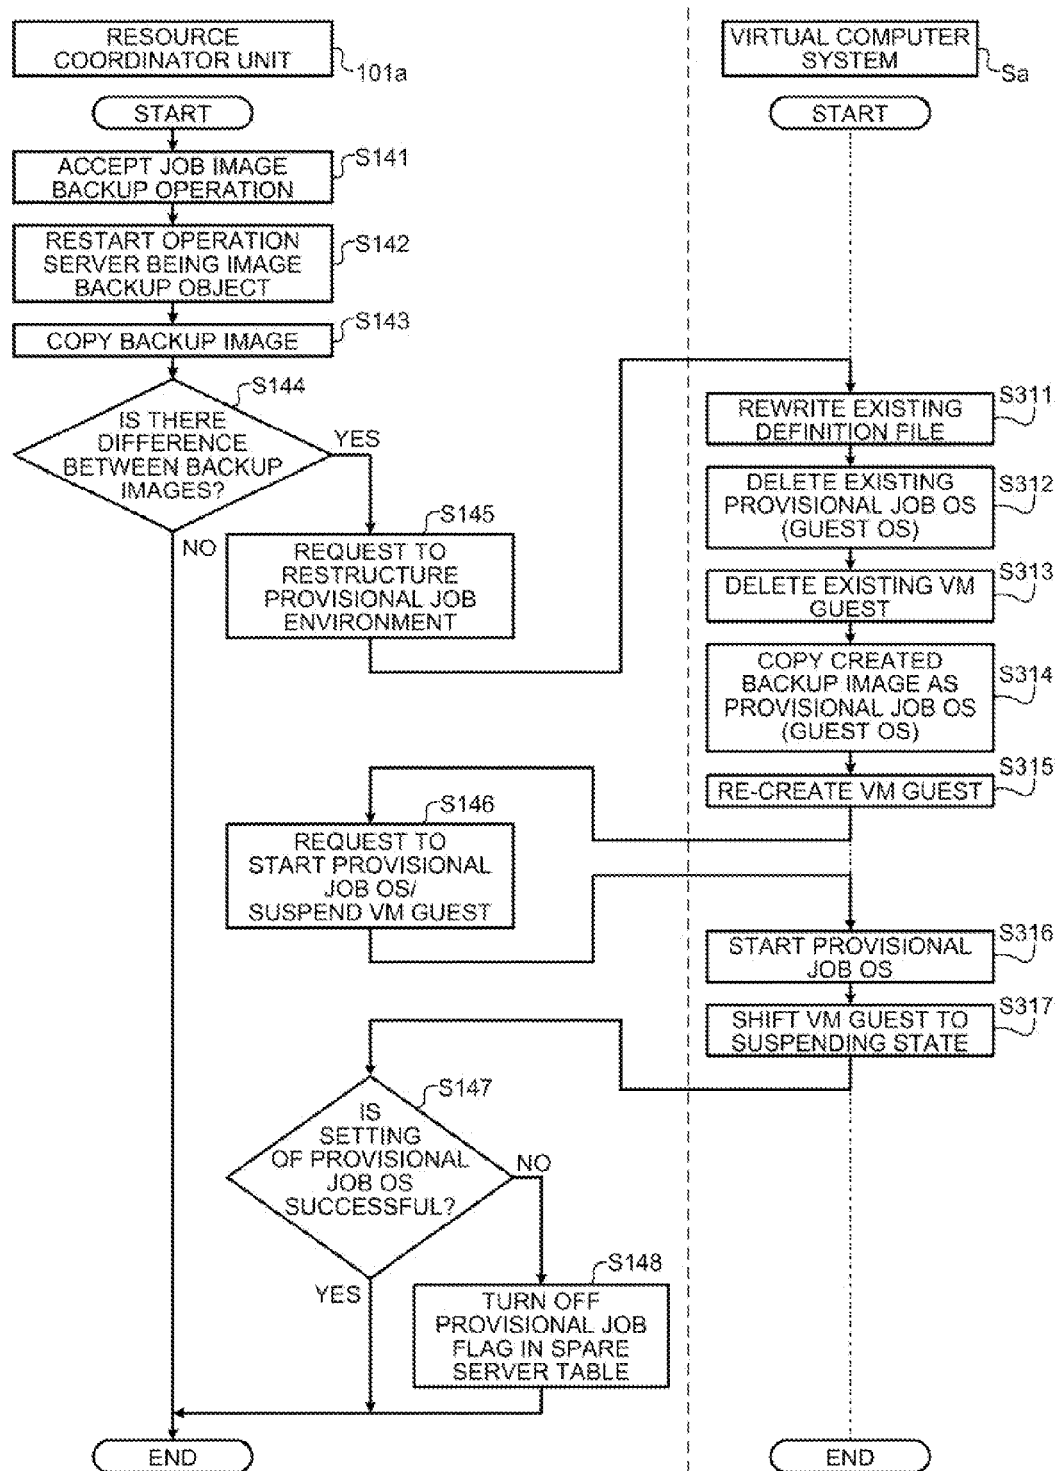 RESOURCE
COORDINATOR UNIT
101a
START
S141
ACCEPT JOB IMAGE
BACKUP OPERATION
S142
RESTART OPERATION
SERVER BEING IMAGE
BACKUP OBJECT
S143
COPY BACKUP IMAGE
S144
IS THERE
DIFFERENCE
BETWEEN BACKUP
IMAGES?
YES
NO
S145
REQUEST TO
RESTRUCTURE
PROVISIONAL JOB
ENVIRONMENT
S146
REQUEST TO
START PROVISIONAL
JOB OS/
SUSPEND VM GUEST
S147
IS
SETTING
OF PROVISIONAL
JOB OS
SUCCESSFUL?
NO
YES
S148
TURN OFF
PROVISIONAL JOB
FLAG IN SPARE
SERVER TABLE
END
VIRTUAL COMPUTER
SYSTEM
Sa
START
S311
REWRITE EXISTING
DEFINITION FILE
S312
DELETE EXISTING
PROVISIONAL JOB OS
(GUEST OS)
S313
DELETE EXISTING VM
GUEST
S314
COPY CREATED
BACKUP IMAGE AS
PROVISIONAL JOB OS
(GUEST OS)
S315
RE-CREATE VM GUEST
S316
START PROVISIONAL
JOB OS
S317
SHIFT VM GUEST TO
SUSPENDING STATE
END